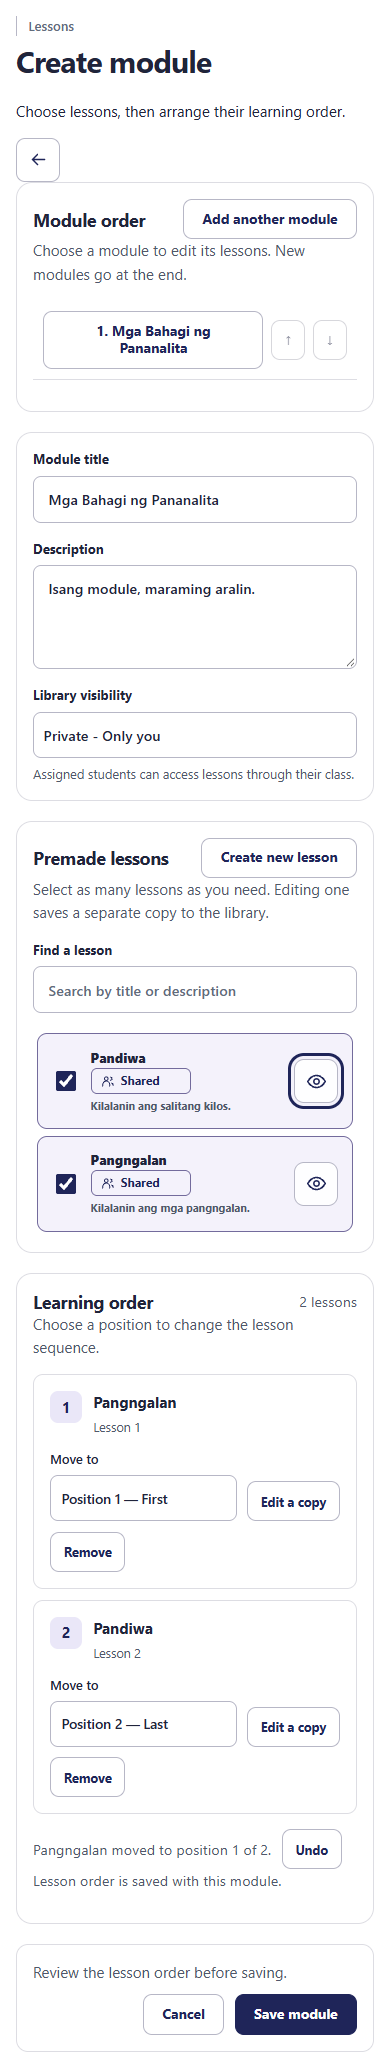 Lessons
Create module
Choose lessons, then arrange their learning order.
←
Module order
Add another module
Choose a module to edit its lessons. New
modules go at the end.
1. Mga Bahagi ng
Pananalita
↑ ↓
Module title
Mga Bahagi ng Pananalita
Description
Isang module, maraming aralin.
Library visibility
Private - Only you
Assigned students can access lessons through their class.
Premade lessons
Create new lesson
Select as many lessons as you need. Editing one
saves a separate copy to the library.
Find a lesson
Search by title or description
Pandiwa
Shared
Kilalanin ang salitang kilos.
Pangngalan
Shared
Kilalanin ang mga pangngalan.
Learning order
2 lessons
Choose a position to change the lesson
sequence.
1
Pangngalan
Lesson 1
Move to
Position 1 — First
Edit a copy
Remove
2
Pandiwa
Lesson 2
Move to
Position 2 — Last
Edit a copy
Remove
Pangngalan moved to position 1 of 2.
Undo
Lesson order is saved with this module.
Review the lesson order before saving.
Cancel
Save module